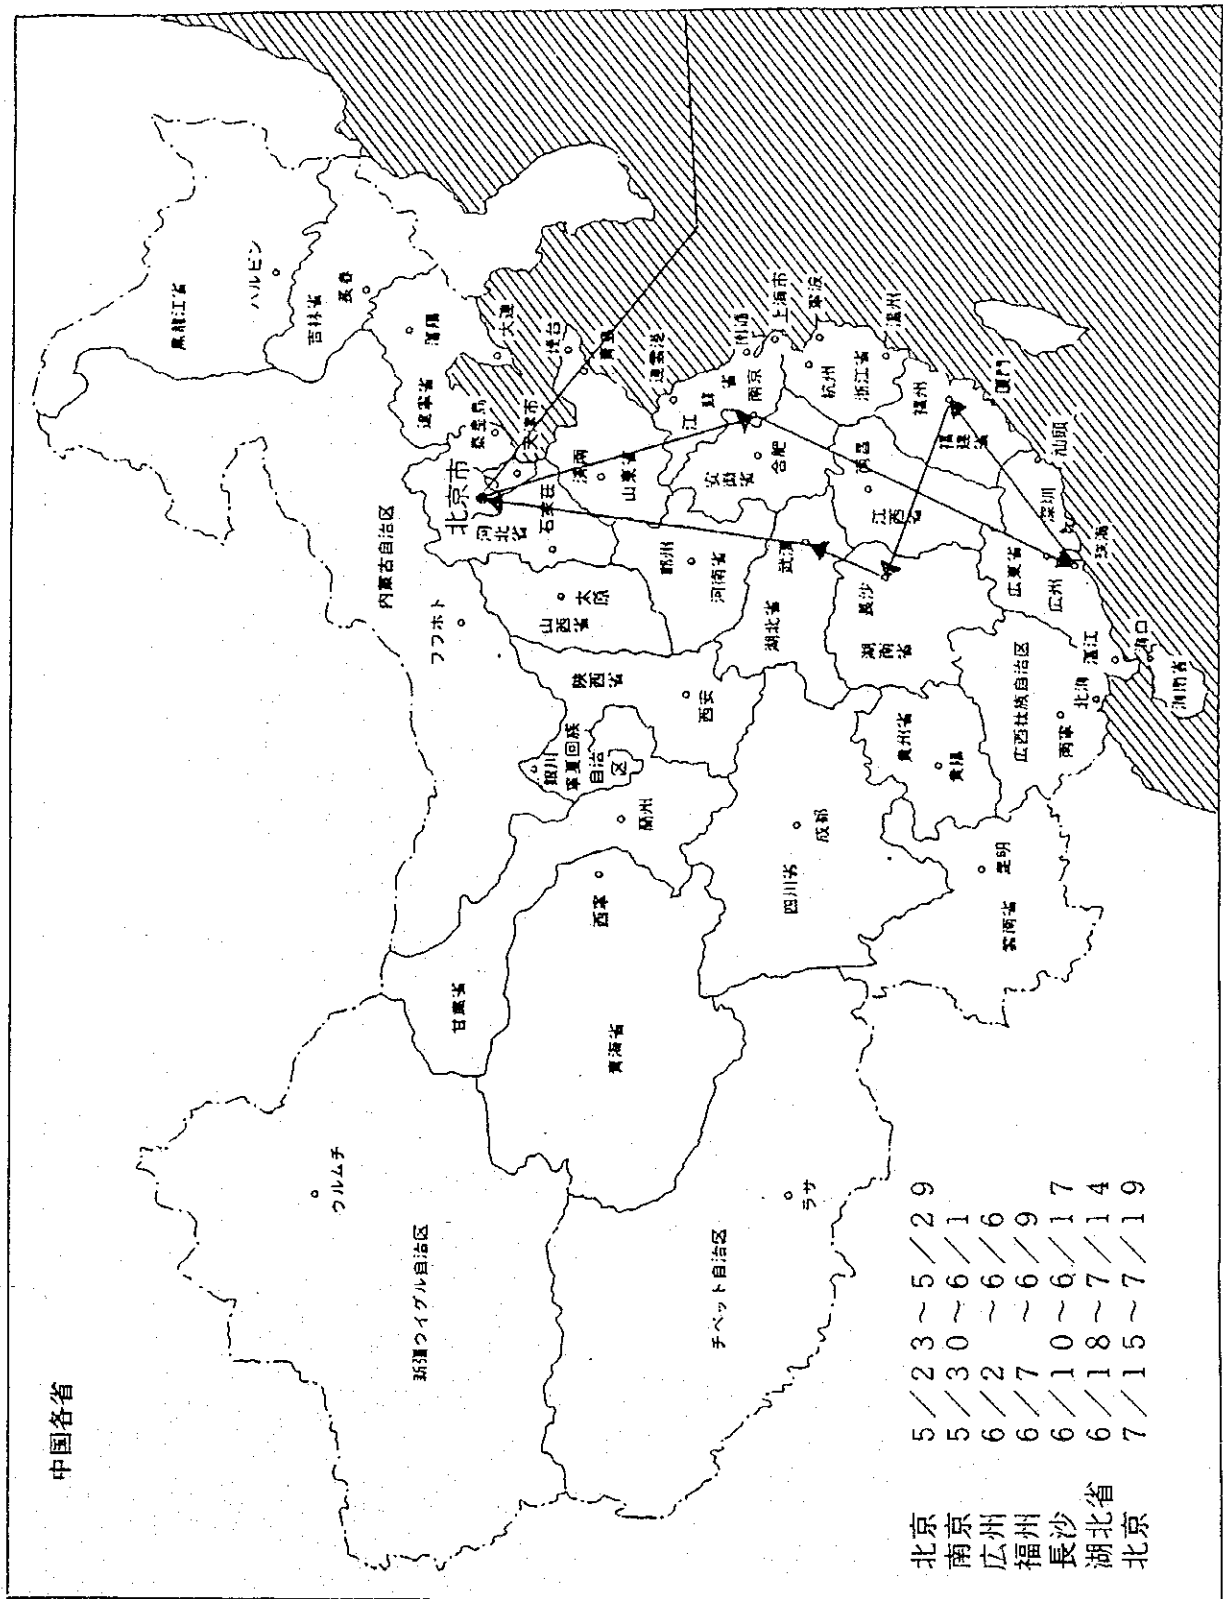 中国各省
黒龍江省
ハルビン
吉林省
長春
遼寧省
瀋陽
大連
内蒙古自治区
フフホト
北京市
天津市
秦皇島
河北省
石家荘
煙台
青島
済南
山東省
山西省
太原
陝西省
西安
銀川
寧夏回族
自治
区
蘭州
甘粛省
西寧
青海省
ウルムチ
新疆ウイグル自治区
チベット自治区
ラサ
鄭州
河南省
連雲港
江蘇省
南通
南京
上海市
安徽省
合肥
湖北省
武漢
杭州
寧波
浙江省
温州
南昌
江西省
長沙
湖南省
福州
福建省
厦門
四川省
成都
貴州省
貴陽
雲南省
昆明
広西壮族自治区
南寧
北海
湛江
広東省
広州
深圳
珠海
汕頭
海口
海南省
北京 5/23~5/29
南京 5/30~6/1
広州 6/2 ~6/6
福州 6/7 ~6/9
長沙 6/10~6/17
湖北省 6/18~7/14
北京 7/15~7/19